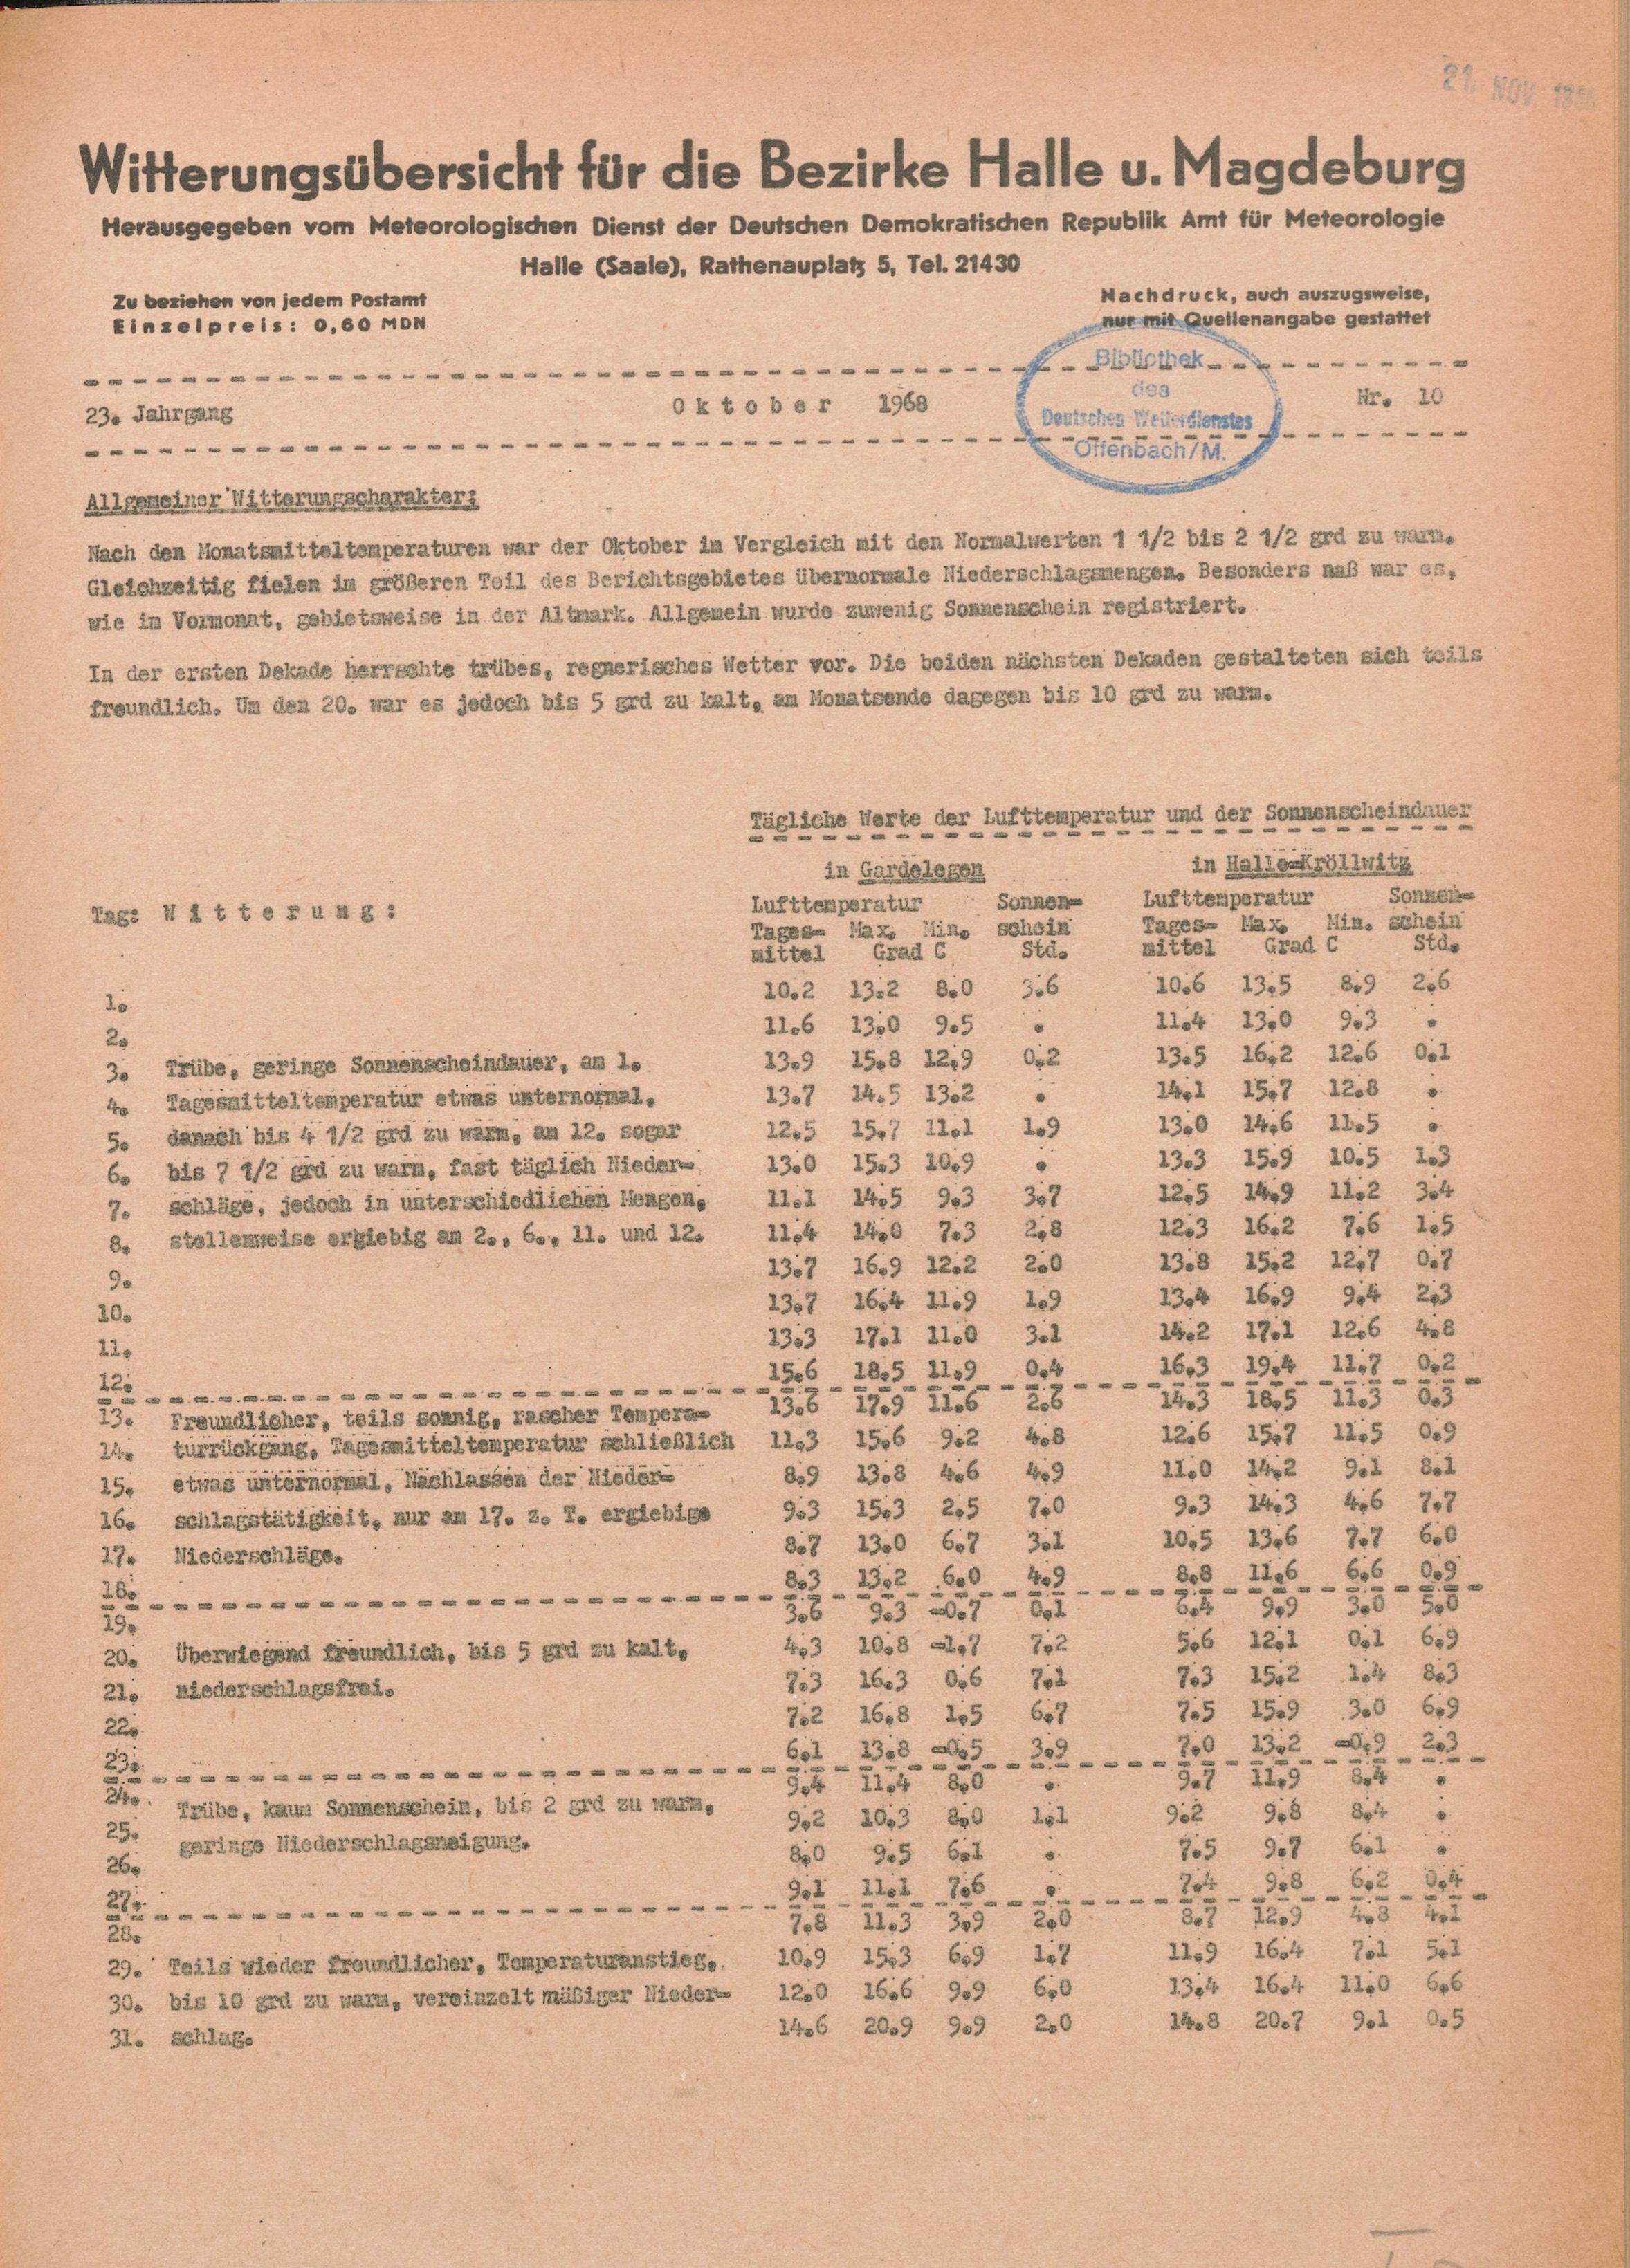 21. NOV
Witterungsübersicht für die Bezirke Halle u. Magdeburg
Herausgegeben vom Meteorologischen Dienst der Deutschen Demokratischen Republik Amt für Meteorologie
Halle (Saale), Rathenauplatz 5, Tel. 21430
Zu beziehen von jedem Postamt
Einzelpreis: 0,60 MDN
Nachdruck, auch auszugsweise,
nur mit Quellenangabe gestattet
Bibliothek
des
Deutschen Wetterdienstes
Offenbach/M.
23. Jahrgang Oktober 1968 Nr. 10
Allgemeiner Witterungscharakter:
Nach den Monatsmitteltemperaturen war der Oktober im Vergleich mit den Normalwerten 1 1/2 bis 2 1/2 grd zu warm.
Gleichzeitig fielen im größeren Teil des Berichtsgebietes übernormale Niederschlagsmengen. Besonders naß war es,
wie im Vormonat, gebietsweise in der Altmark. Allgemein wurde zuwenig Sonnenschein registriert.
In der ersten Dekade herrschte trübes, regnerisches Wetter vor. Die beiden nächsten Dekaden gestalteten sich teils
freundlich. Um den 20. war es jedoch bis 5 grd zu kalt, am Monatsende dagegen bis 10 grd zu warm.
Tägliche Werte der Lufttemperatur und der Sonnenscheindauer
in Gardelegen in Halle-Kröllwitz
Tag: Witterung: Lufttemperatur Sonnen- Lufttemperatur Sonnen-
Tages- Max. Min. schein Tages- Max. Min. schein
mittel Grad C Std. mittel Grad C Std.
1. 10.2 13.2 8.0 3.6 10.6 13.5 8.9 2.6
2. 11.6 13.0 9.5 . 11.4 13.0 9.3 .
3. Trübe, geringe Sonnenscheindauer, am 1. 13.9 15.8 12.9 0.2 13.5 16.2 12.6 0.1
4. Tagesmitteltemperatur etwas unternormal, 13.7 14.5 13.2 . 14.1 15.7 12.8 .
5. danach bis 4 1/2 grd zu warm, am 12. sogar 12.5 15.7 11.1 1.9 13.0 14.6 11.5 .
6. bis 7 1/2 grd zu warm, fast täglich Nieder- 13.0 15.3 10.9 . 13.3 15.9 10.5 1.3
7. schläge, jedoch in unterschiedlichen Mengen, 11.1 14.5 9.3 3.7 12.5 14.9 11.2 3.4
8. stellenweise ergiebig am 2., 6., 11. und 12. 11.4 14.0 7.3 2.8 12.3 16.2 7.6 1.5
9. 13.7 16.9 12.2 2.0 13.8 15.2 12.7 0.7
10. 13.7 16.4 11.9 1.9 13.4 16.9 9.4 2.3
11. 13.3 17.1 11.0 3.1 14.2 17.1 12.6 4.8
12. 15.6 18.5 11.9 0.4 16.3 19.4 11.7 0.2
13. Freundlicher, teils sonnig, rascher Tempera- 13.6 17.9 11.6 2.6 14.3 18.5 11.3 0.3
14. turrückgang, Tagesmitteltemperatur schließlich 11.3 15.6 9.2 4.8 12.6 15.7 11.5 0.9
15. etwas unternormal, Nachlassen der Nieder- 8.9 13.8 4.6 4.9 11.0 14.2 9.1 8.1
16. schlagstätigkeit, nur am 17. z. T. ergiebige 9.3 15.3 2.5 7.0 9.3 14.3 4.6 7.7
17. Niederschläge. 8.7 13.0 6.7 3.1 10.5 13.6 7.7 6.0
18. 8.3 13.2 6.0 4.9 8.8 11.6 6.6 0.9
19. 3.6 9.3 -0.7 0.1 6.4 9.9 3.0 5.0
20. Überwiegend freundlich, bis 5 grd zu kalt, 4.3 10.8 -1.7 7.2 5.6 12.1 0.1 6.9
21. niederschlagsfrei. 7.3 16.3 0.6 7.1 7.3 15.2 1.4 8.3
22. 7.2 16.8 1.5 6.7 7.5 15.9 3.0 6.9
23. 6.1 13.8 -0.5 3.9 7.0 13.2 -0.9 2.3
24. 9.4 11.4 8.0 . 9.7 11.9 8.4 .
25. Trübe, kaum Sonnenschein, bis 2 grd zu warm, 9.2 10.3 8.0 1.1 9.2 9.8 8.4 .
26. geringe Niederschlagsneigung. 8.0 9.5 6.1 . 7.5 9.7 6.1 .
27. 9.1 11.1 7.6 . 7.4 9.8 6.2 0.4
28. 7.8 11.3 3.9 2.0 8.7 12.9 4.8 4.1
29. Teils wieder freundlicher, Temperaturanstieg, 10.9 15.3 6.9 1.7 11.9 16.4 7.1 5.1
30. bis 10 grd zu warm, vereinzelt mäßiger Nieder- 12.0 16.6 9.9 6.0 13.4 16.4 11.0 6.6
31. schlag. 14.6 20.9 9.9 2.0 14.8 20.7 9.1 0.5